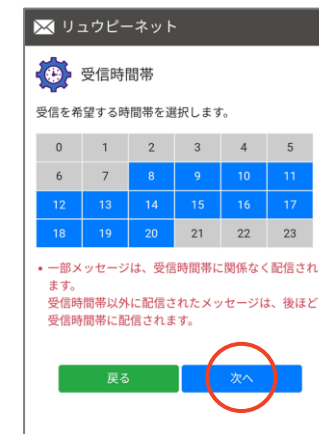 リュウピーネット
受信時間帯
受信を希望する時間帯を選択します。
0 1 2 3 4 5
6 7 8 9 10 11
12 13 14 15 16 17
18 19 20 21 22 23
• 一部メッセージは、受信時間帯に関係なく配信され
ます。
受信時間帯以外に配信されたメッセージは、後ほど
受信時間帯に配信されます。
戻る 次へ